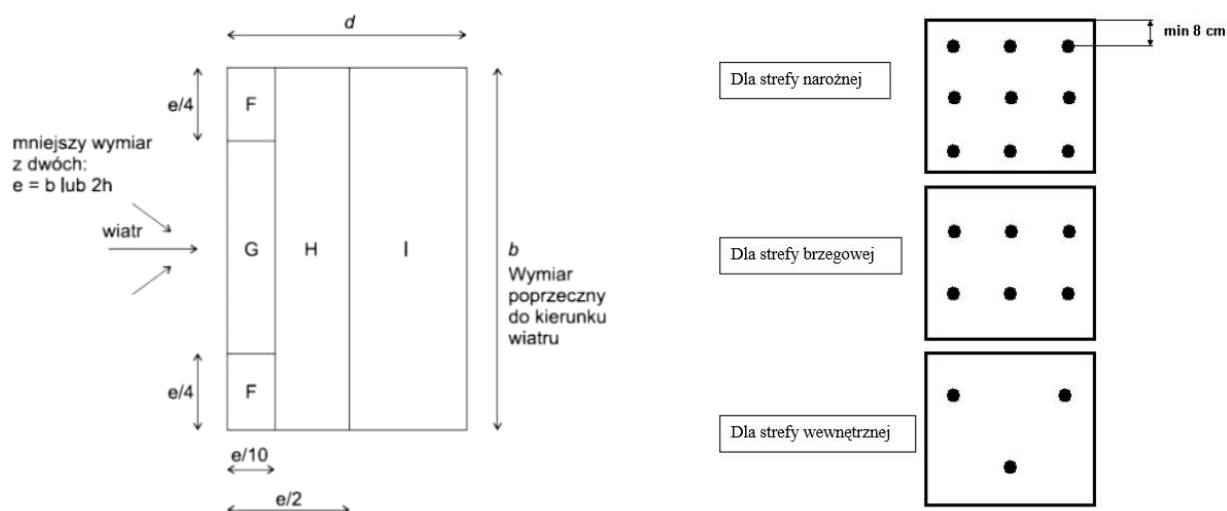 d
e/4
F
mniejszy wymiar
z dwóch:
e = b lub 2h
wiatr
G
H
I
b
Wymiar
poprzeczny
do kierunku
wiatru
e/4
F
e/10
e/2
min 8 cm
Dla strefy narożnej
Dla strefy brzegowej
Dla strefy wewnętrznej